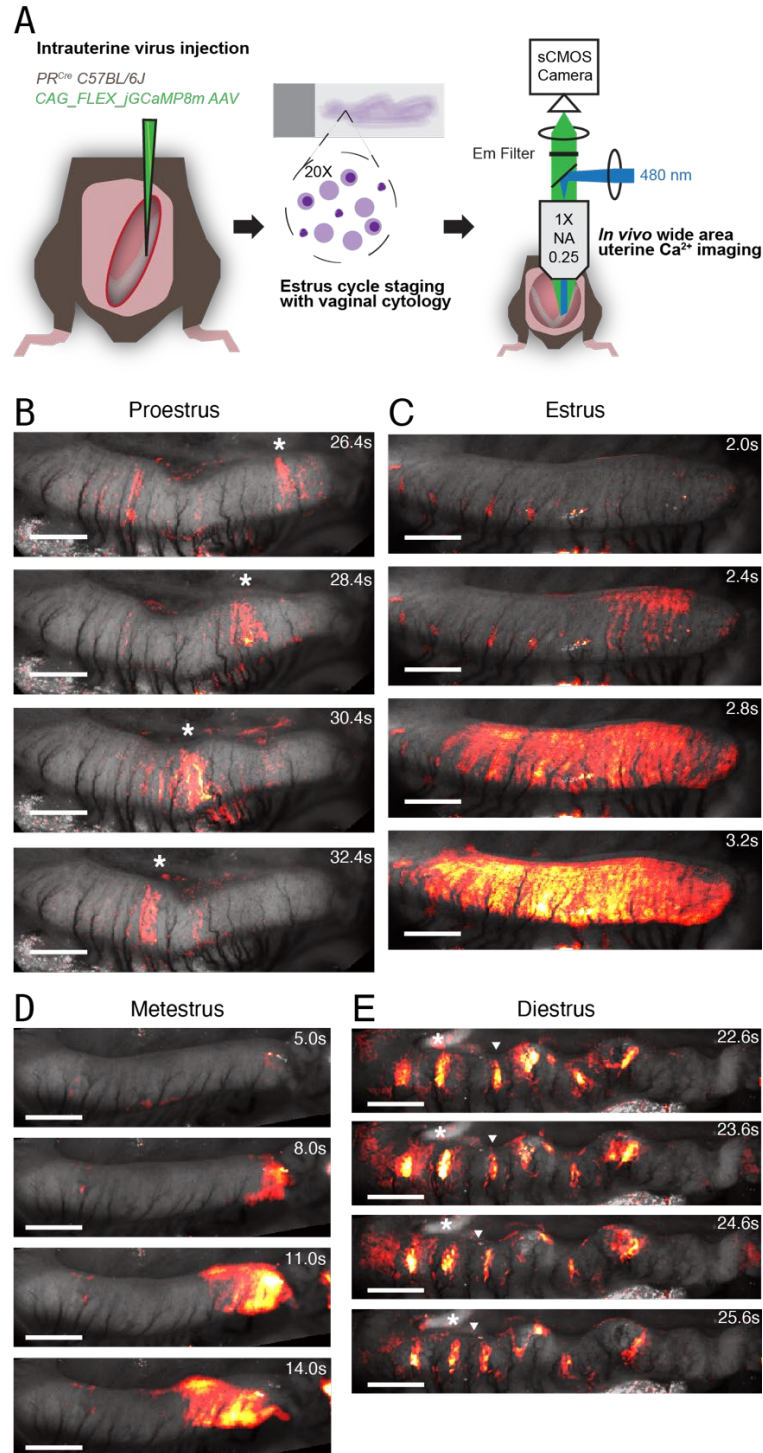 A
Intrauterine virus injection
PRCre C57BL/6J
CAG_FLEX_jGCaMP8m AAV
20X
Estrus cycle staging
with vaginal cytology
sCMOS
Camera
Em Filter
480 nm
1X
NA
0.25
In vivo wide area
uterine Ca2+ imaging
B
Proestrus
*
26.4s
*
28.4s
*
30.4s
*
32.4s
C
Estrus
2.0s
2.4s
2.8s
3.2s
D
Metestrus
5.0s
8.0s
11.0s
14.0s
E
Diestrus
*
22.6s
*
23.6s
*
24.6s
*
25.6s